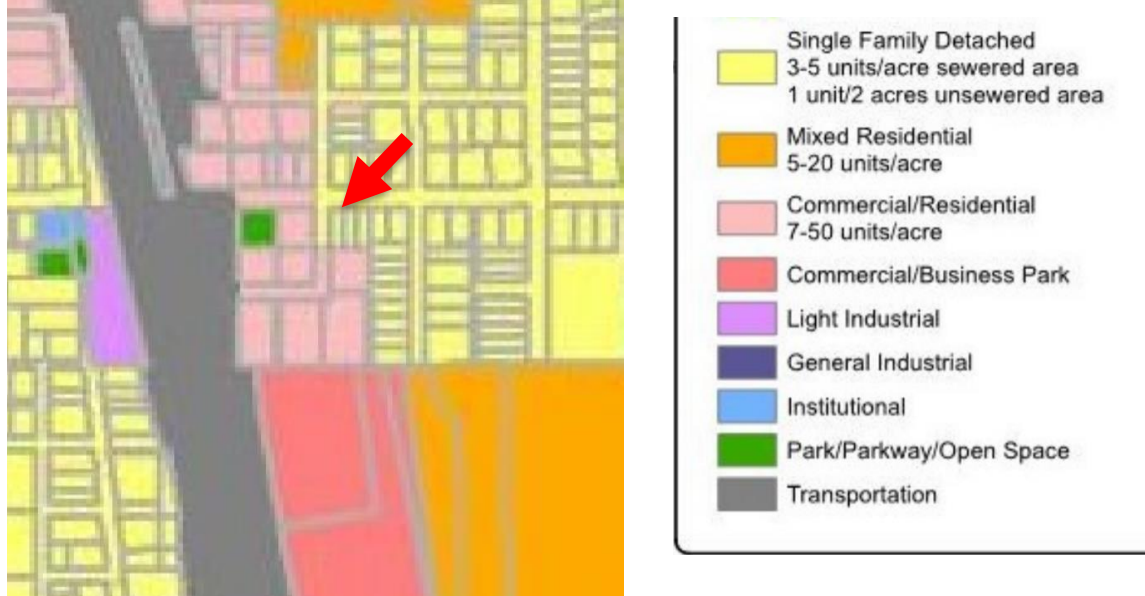 Single Family Detached
3-5 units/acre sewered area
1 unit/2 acres unsewered area
Mixed Residential
5-20 units/acre
Commercial/Residential
7-50 units/acre
Commercial/Business Park
Light Industrial
General Industrial
Institutional
Park/Parkway/Open Space
Transportation